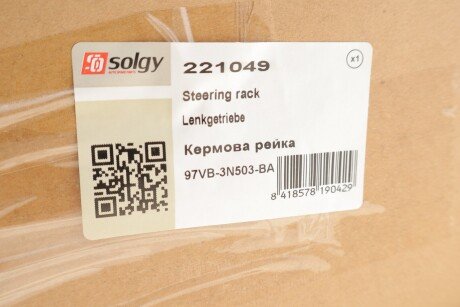 solgy
221049
x1
Steering rack
Lenkgetriebe
Кермова рейка
97VB-3N503-BA
8 418578 190429